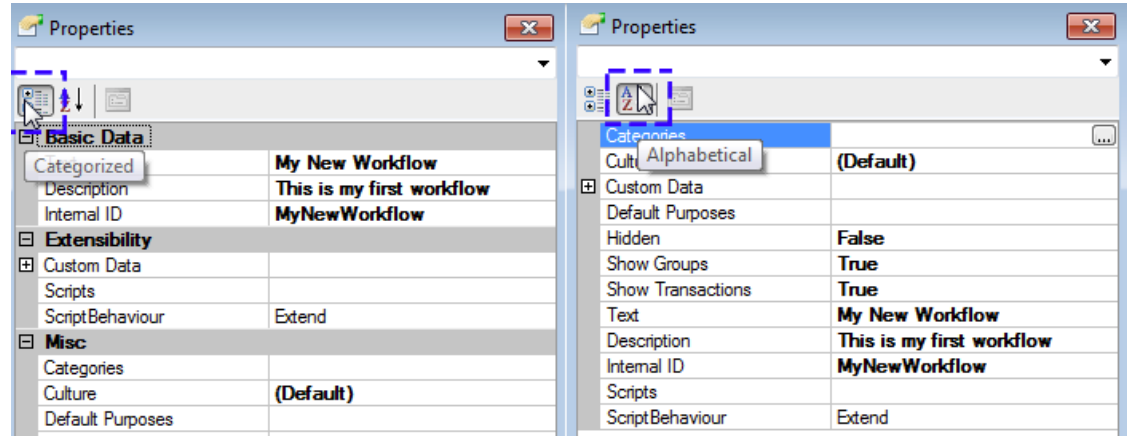 Properties
Basic Data
Categorized
My New Workflow
Description This is my first workflow
Internal ID MyNewWorkflow
Extensibility
Custom Data
Scripts
ScriptBehaviour Extend
Misc
Categories
Culture (Default)
Default Purposes
Properties
Categories ...
Alphabetical
(Default)
Custom Data
Default Purposes
Hidden False
Show Groups True
Show Transactions True
Text My New Workflow
Description This is my first workflow
Internal ID MyNewWorkflow
Scripts
ScriptBehaviour Extend